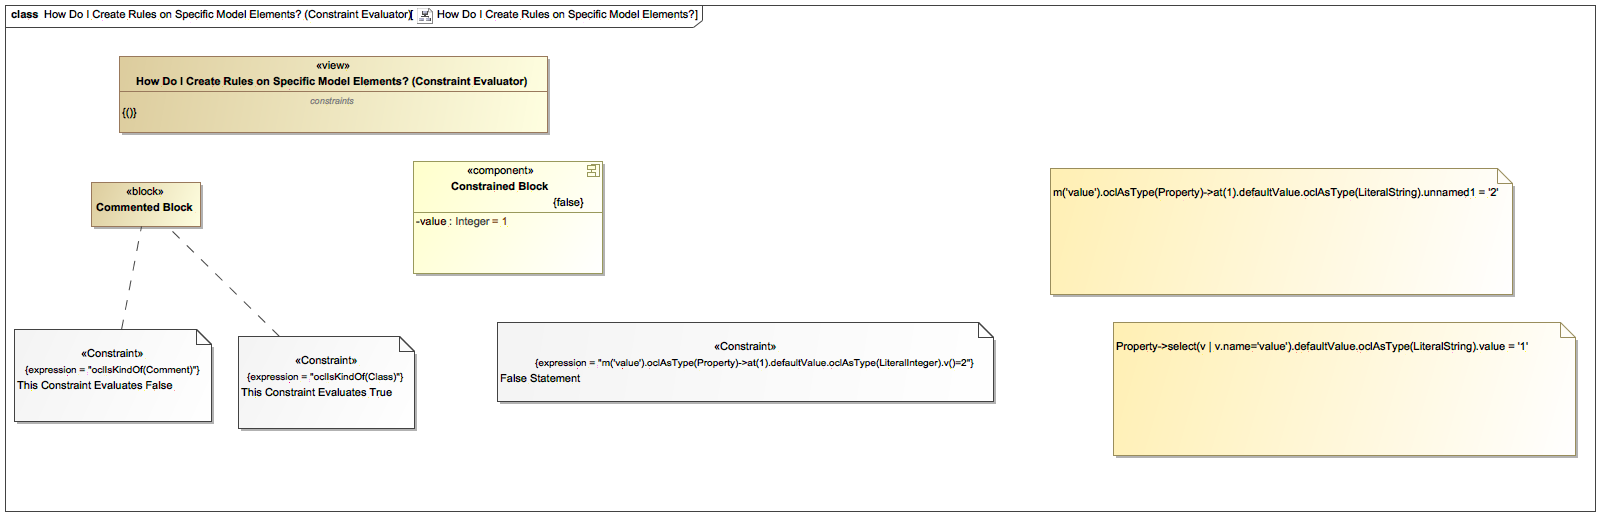 class How Do I Create Rules on Specific Model Elements? (Constraint Evaluator)[ How Do I Create Rules on Specific Model Elements?]
«view»
How Do I Create Rules on Specific Model Elements? (Constraint Evaluator)
constraints
{()}
«block»
Commented Block
«component»
Constrained Block
{false}
-value : Integer = 1
m('value').oclAsType(Property)->at(1).defaultValue.oclAsType(LiteralString).unnamed1 = '2'
«Constraint»
{expression = "oclIsKindOf(Comment)"}
This Constraint Evaluates False
«Constraint»
{expression = "oclIsKindOf(Class)"}
This Constraint Evaluates True
«Constraint»
{expression = "m('value').oclAsType(Property)->at(1).defaultValue.oclAsType(LiteralInteger).v()=2"}
False Statement
Property->select(v | v.name='value').defaultValue.oclAsType(LiteralString).value = '1'